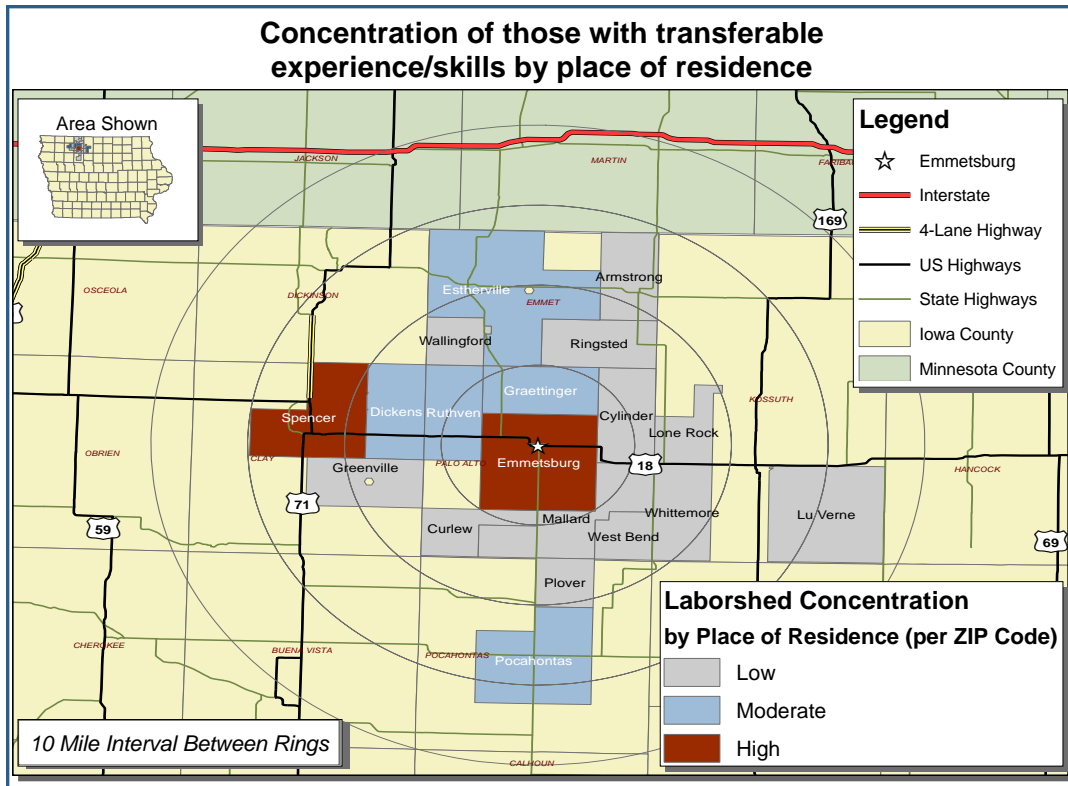 Concentration of those with transferable
experience/skills by place of residence
Area Shown
Legend
Emmetsburg
Interstate
4-Lane Highway
US Highways
State Highways
Iowa County
Minnesota County
JACKSON
MARTIN
FARIBA
169
Armstrong
OSCEOLA
DICKINSON
Estherville
EMMET
Wallingford
Ringsted
Graettinger
KOSSUTH
Spencer
Dickens
Ruthven
Cylinder
Lone Rock
OBRIEN
CLAY
Greenville
PALO ALTO
Emmetsburg
18
HANCOCK
71
59
Curlew
Mallard
Whittemore
West Bend
Lu Verne
69
Plover
CHEROKEE
BUENA VISTA
POCAHONTAS
Pocahontas
CALHOUN
Laborshed Concentration
by Place of Residence (per ZIP Code)
Low
Moderate
High
10 Mile Interval Between Rings